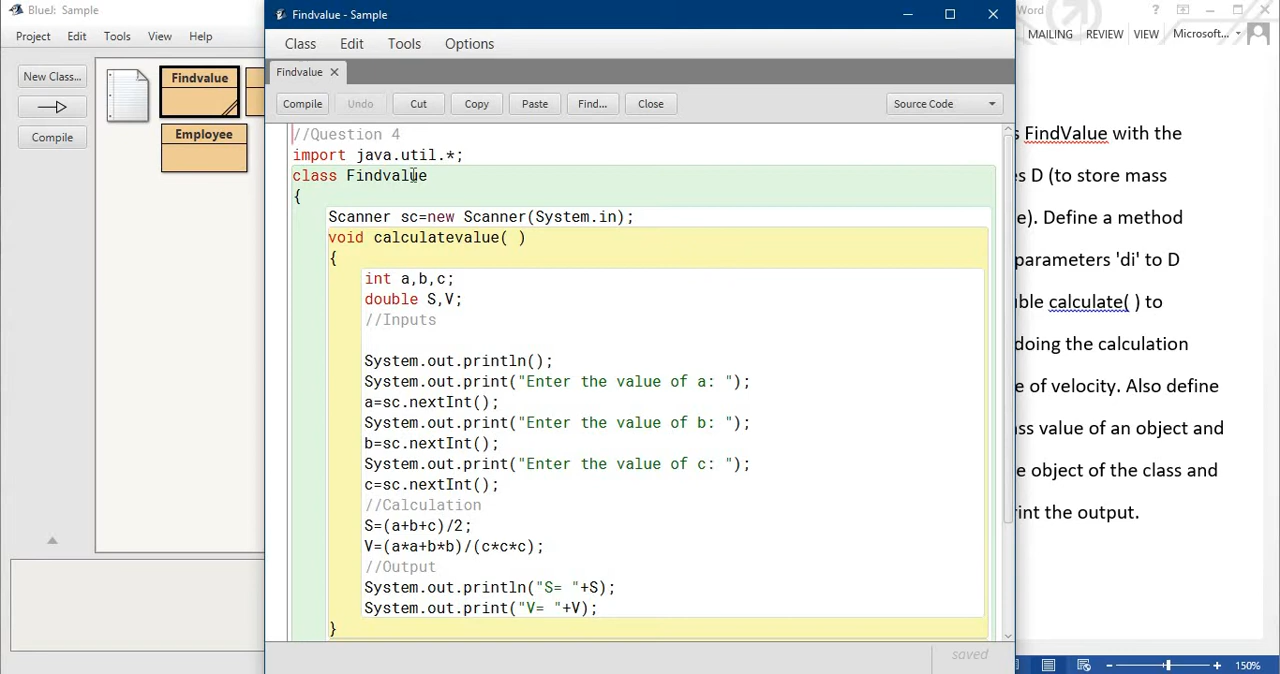 BlueJ: Sample
Project Edit Tools View Help
New Class...
Compile
Findvalue
Employee
Findvalue - Sample
Class Edit Tools Options
Findvalue
Compile Undo Cut Copy Paste Find... Close Source Code
//Question 4
import java.util.*;
class Findvalue
{
Scanner sc=new Scanner(System.in);
void calculatevalue( )
{
int a,b,c;
double S,V;
//Inputs
System.out.println();
System.out.print("Enter the value of a: ");
a=sc.nextInt();
System.out.print("Enter the value of b: ");
b=sc.nextInt();
System.out.print("Enter the value of c: ");
c=sc.nextInt();
//Calculation
S=(a+b+c)/2;
V=(a*a+b*b)/(c*c*c);
//Output
System.out.println("S= "+S);
System.out.print("V= "+V);
}
saved
Word
?
MAILING REVIEW VIEW Microsoft...
FindValue with the
es D (to store mass
e). Define a method
parameters 'di' to D
ble calculate( ) to
doing the calculation
e of velocity. Also define
ss value of an object and
e object of the class and
int the output.
150%